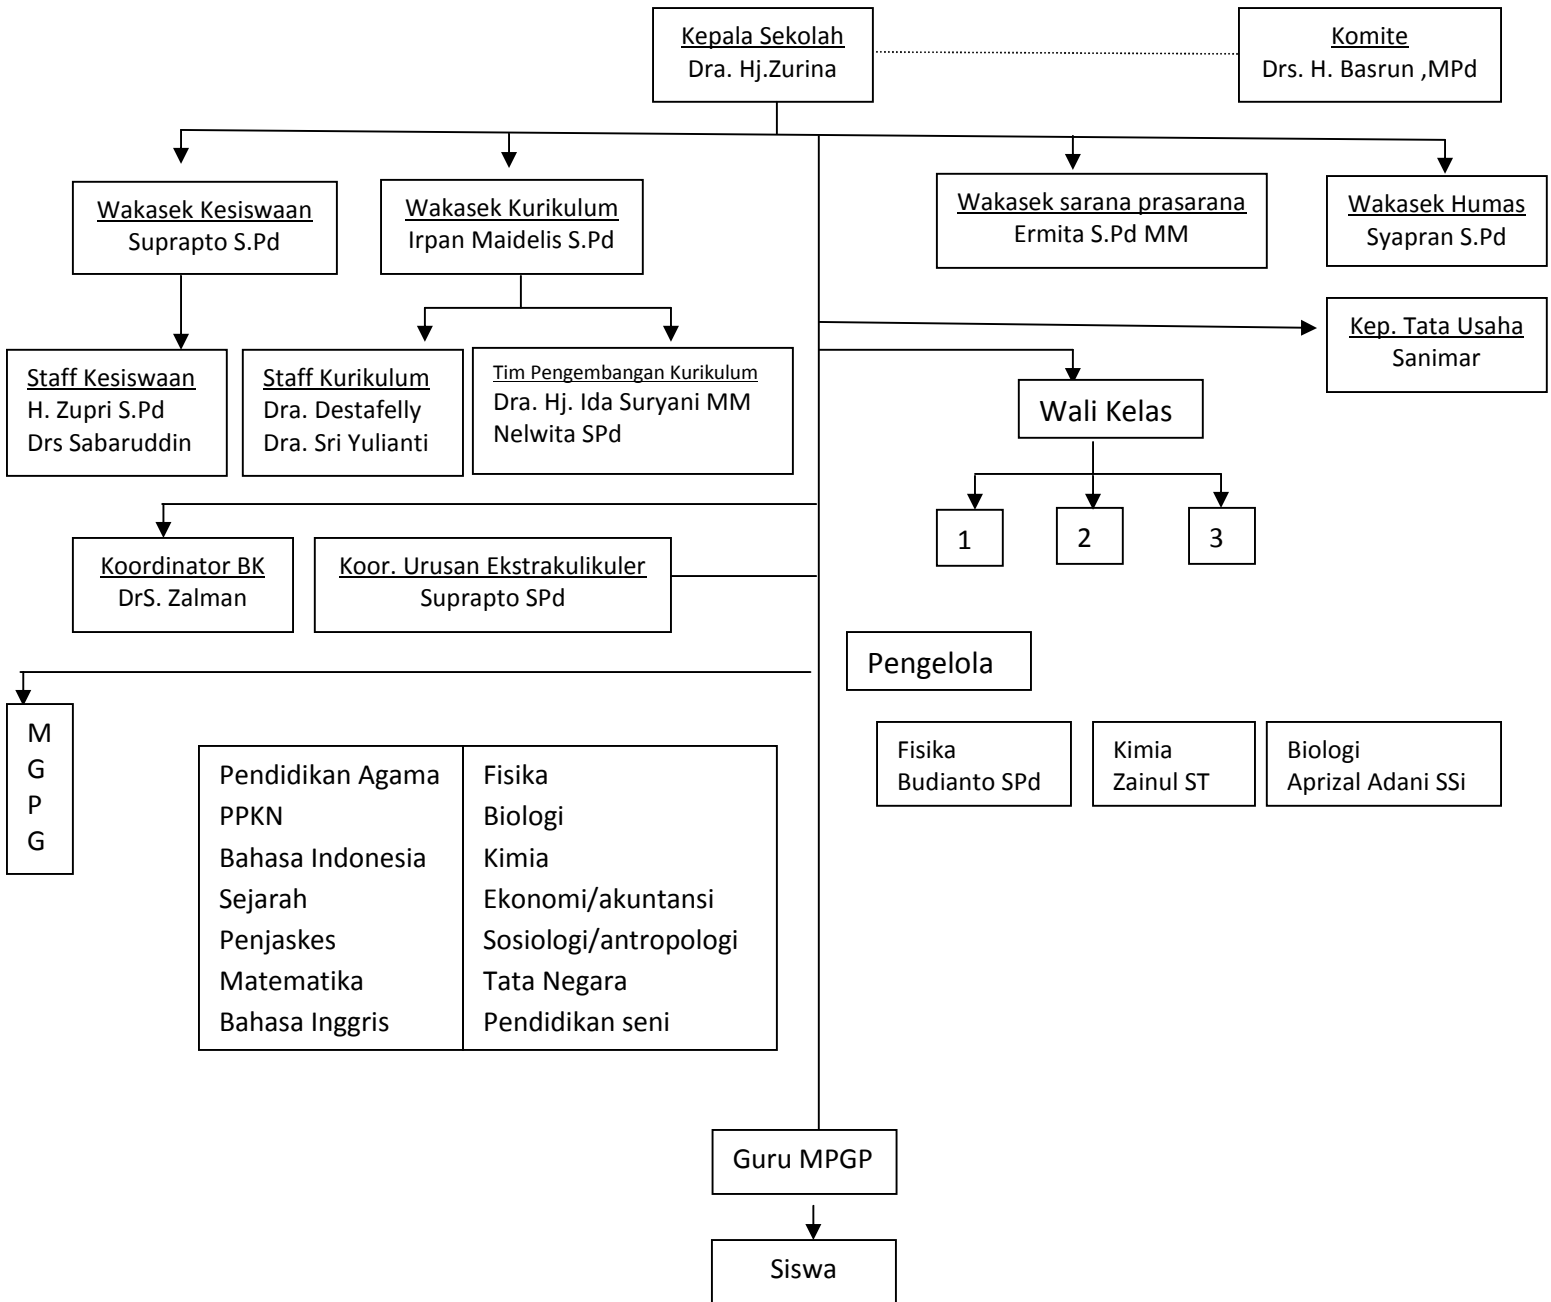 Kepala Sekolah
Dra. Hj.Zurina
Komite
Drs. H. Basrun ,MPd
Wakasek Kesiswaan
Suprapto S.Pd
Wakasek Kurikulum
Irpan Maidelis S.Pd
Wakasek sarana prasarana
Ermita S.Pd MM
Wakasek Humas
Syapran S.Pd
Kep. Tata Usaha
Sanimar
Staff Kesiswaan
H. Zupri S.Pd
Drs Sabaruddin
Staff Kurikulum
Dra. Destafelly
Dra. Sri Yulianti
Tim Pengembangan Kurikulum
Dra. Hj. Ida Suryani MM
Nelwita SPd
Wali Kelas
1
2
3
Koordinator BK
DrS. Zalman
Koor. Urusan Ekstrakulikuler
Suprapto SPd
Pengelola
M
G
P
G
Fisika
Budianto SPd
Kimia
Zainul ST
Biologi
Aprizal Adani SSi
Pendidikan Agama
PPKN
Bahasa Indonesia
Sejarah
Penjaskes
Matematika
Bahasa Inggris
Fisika
Biologi
Kimia
Ekonomi/akuntansi
Sosiologi/antropologi
Tata Negara
Pendidikan seni
Guru MPGP
Siswa